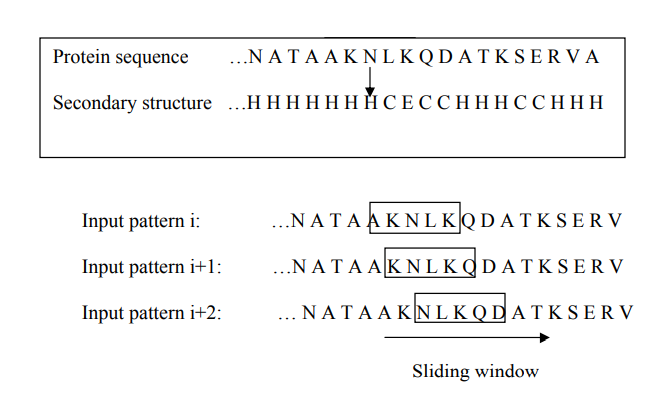 Protein sequence …N A T A A K N L K Q D A T K S E R V A
Secondary structure …H H H H H H H C E C C H H H C C H H H
Input pattern i: …N A T A A K N L K Q D A T K S E R V
Input pattern i+1: …N A T A A K N L K Q D A T K S E R V
Input pattern i+2: … N A T A A K N L K Q D A T K S E R V
Sliding window